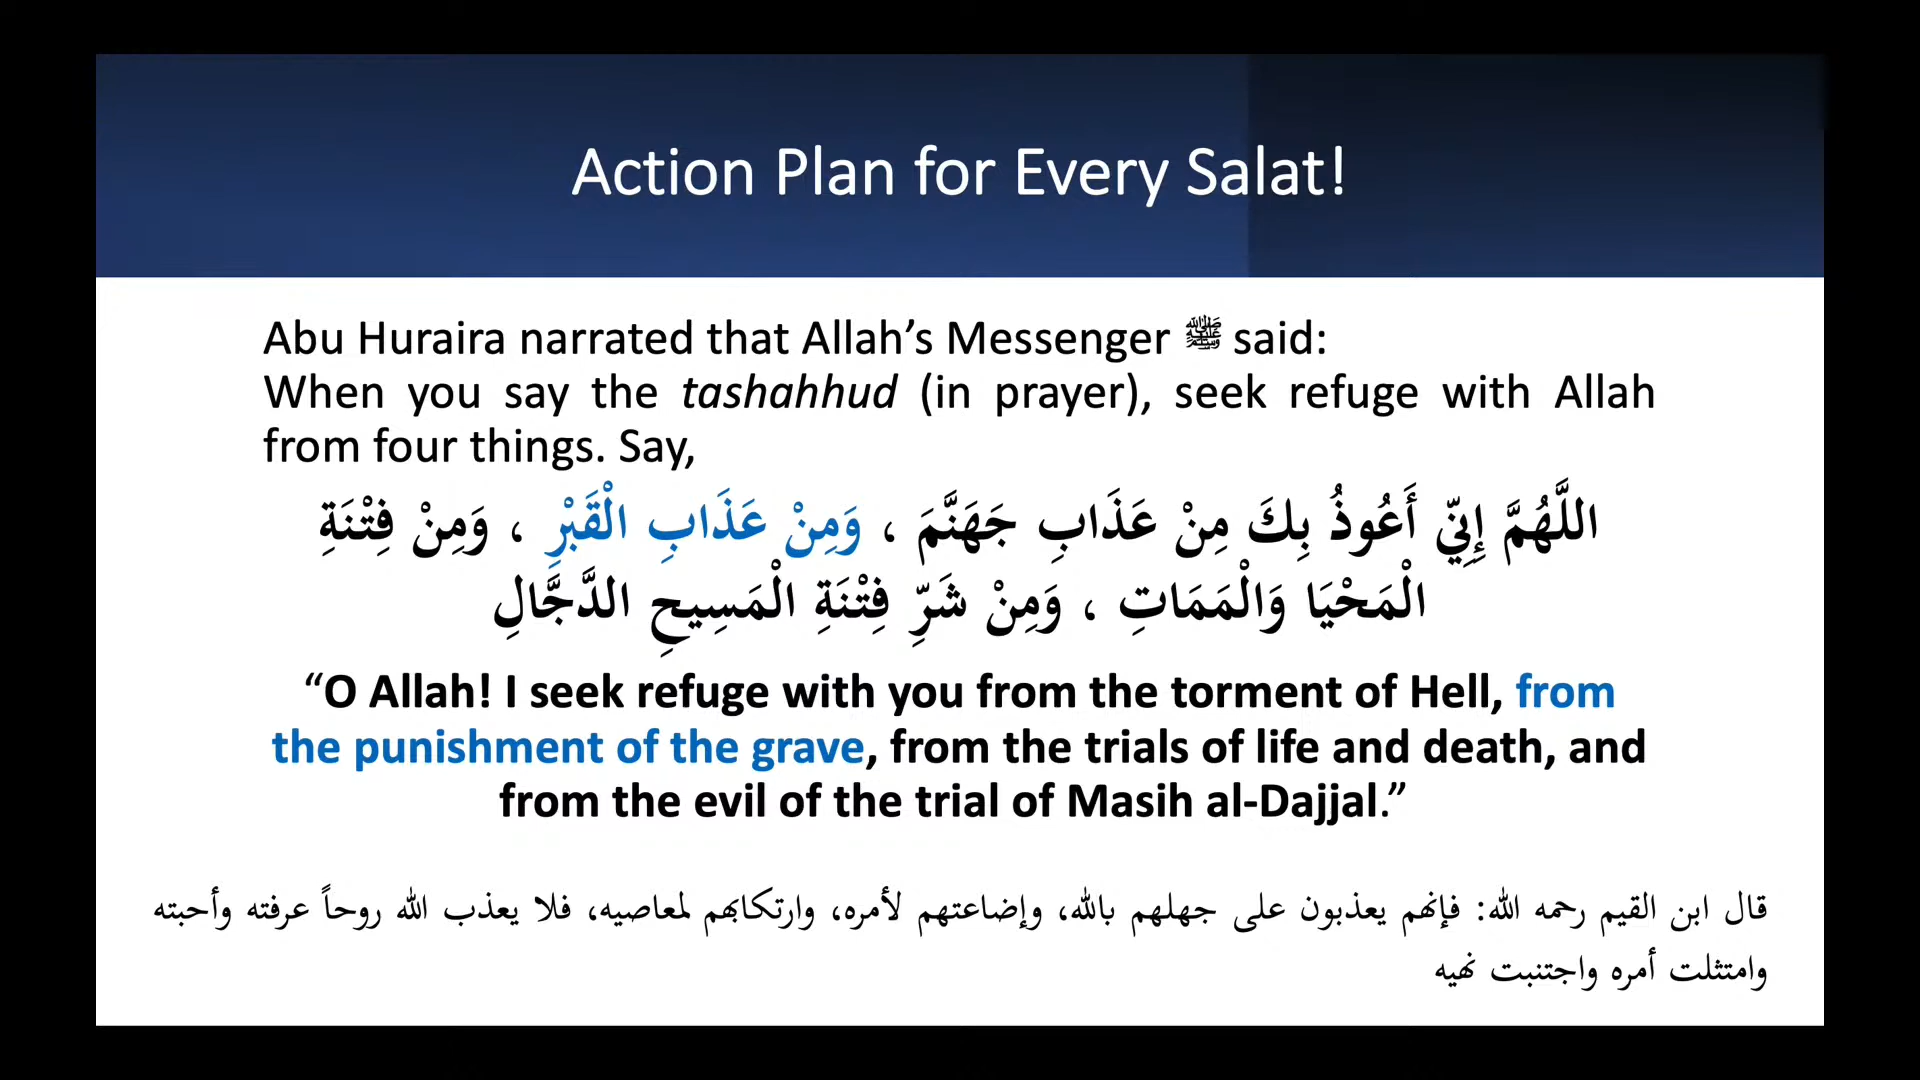 Action Plan for Every Salat!
Abu Huraira narrated that Allah’s Messenger ﷺ said:
When you say the tashahhud (in prayer), seek refuge with Allah
from four things. Say,
اللَّهُمَّ إِنِّي أَعُوذُ بِكَ مِنْ عَذَابِ جَهَنَّمَ ، وَمِنْ عَذَابِ الْقَبْرِ ، وَمِنْ فِتْنَةِ
الْمَحْيَا وَالْمَمَاتِ ، وَمِنْ شَرِّ فِتْنَةِ الْمَسِيحِ الدَّجَّالِ
“O Allah! I seek refuge with you from the torment of Hell, from
the punishment of the grave, from the trials of life and death, and
from the evil of the trial of Masih al-Dajjal.”
قال ابن القيم رحمه الله: فإنهم يعذبون على جهلهم بالله، وإضاعتهم لأمره، وارتكابهم لمعاصيه، فلا يعذب الله روحاً عرفته وأحبته
وامتثلت أمره واجتنبت نهيه